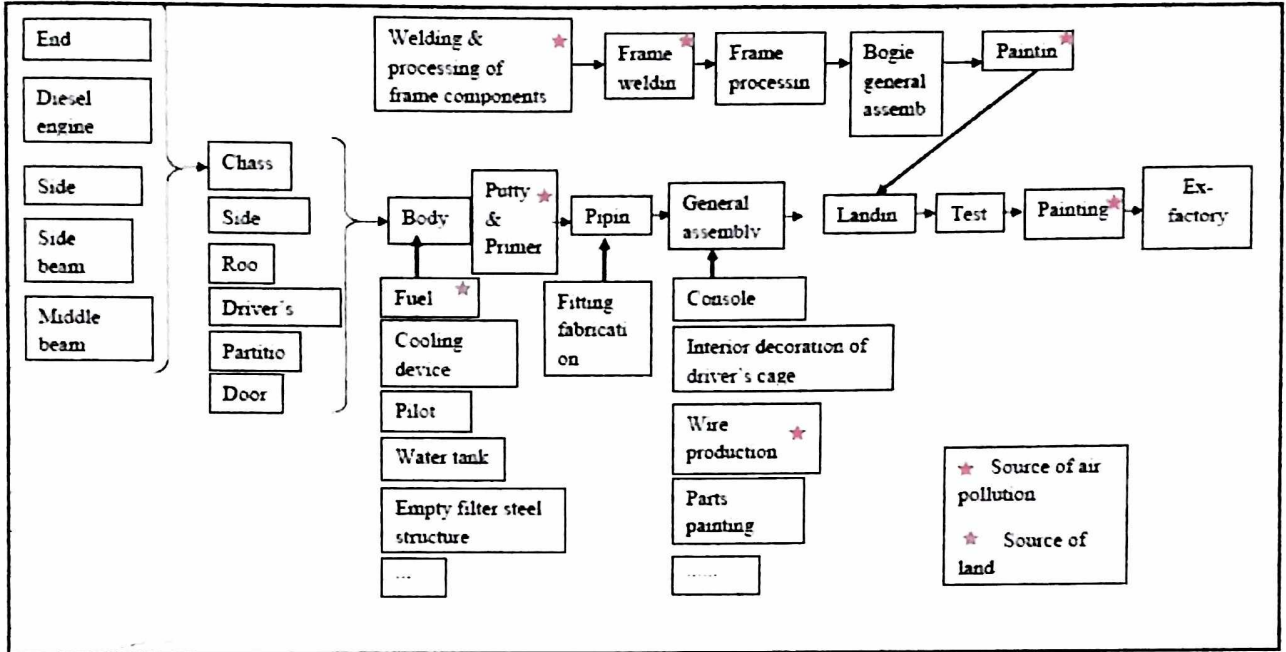 End
Diesel
engine
Side
Side
beam
Middle
beam
Chass
Side
Roo
Driver's
Partitio
Door
Welding &
processing of
frame components
Frame
weldin
Frame
processin
Bogie
general
assemb
Paintin
Body
Putty
&
Primer
Pipin
General
assembly
Landin
Test
Painting
Ex-
factory
Fuel
Cooling
device
Pilot
Water tank
Empty filter steel
structure
...
Fitting
fabricati
on
Console
Interior decoration of
driver's cage
Wire
production
Parts
painting
......
Source of air
pollution
Source of
land